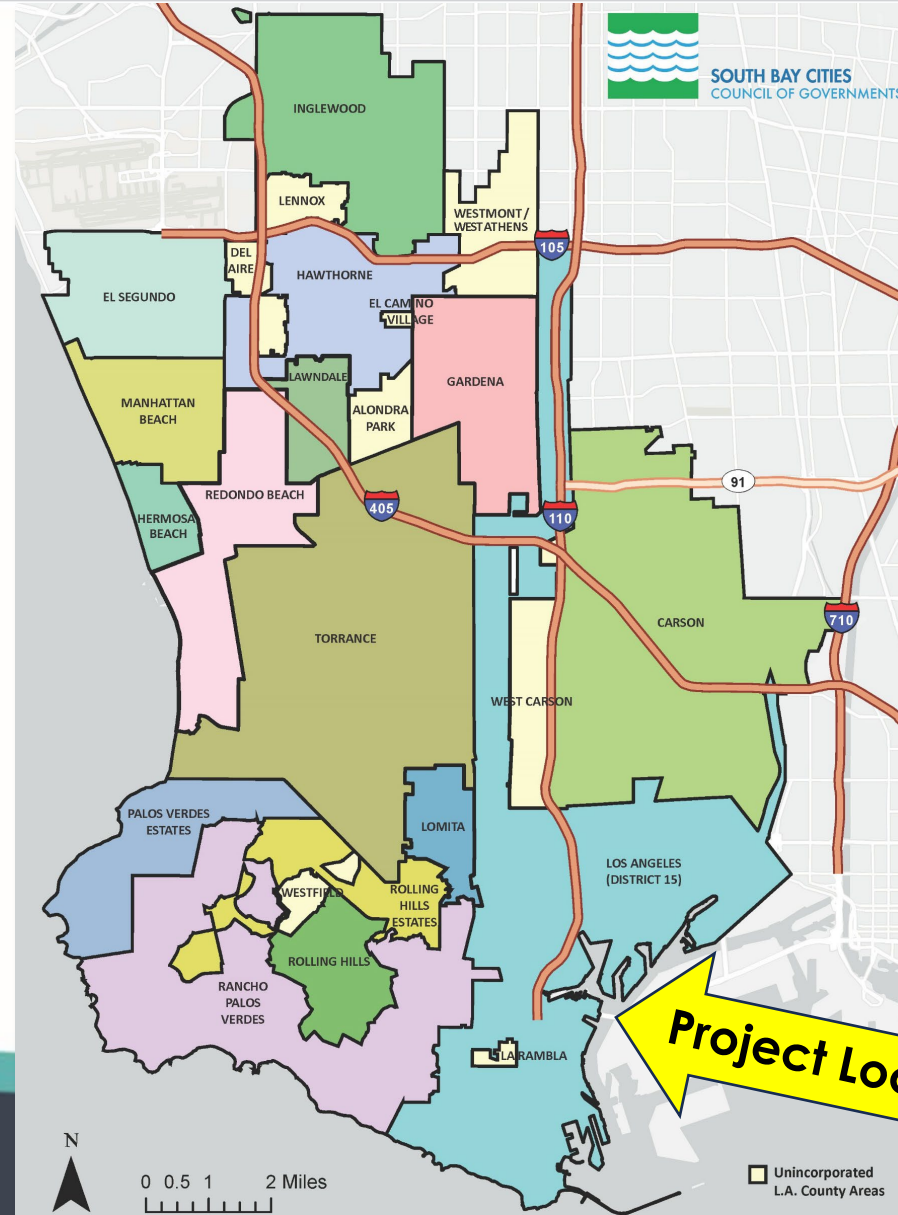 SOUTH BAY CITIES
COUNCIL OF GOVERNMENTS
INGLEWOOD
LENNOX
WESTMONT /
WEST ATHENS
105
DEL
AIRE
HAWTHORNE
EL SEGUNDO
EL CAMINO
VILLAGE
LAWNDALE
GARDENA
MANHATTAN
BEACH
ALONDRA
PARK
91
REDONDO BEACH
405
110
HERMOSA
BEACH
710
CARSON
TORRANCE
WEST CARSON
PALOS VERDES
ESTATES
LOMITA
LOS ANGELES
(DISTRICT 15)
WESTFIELD
ROLLING
HILLS
ESTATES
ROLLING HILLS
RANCHO
PALOS
VERDES
Project Loc
LA RAMBLA
N
0 0.5 1 2 Miles
Unincorporated
L.A. County Areas